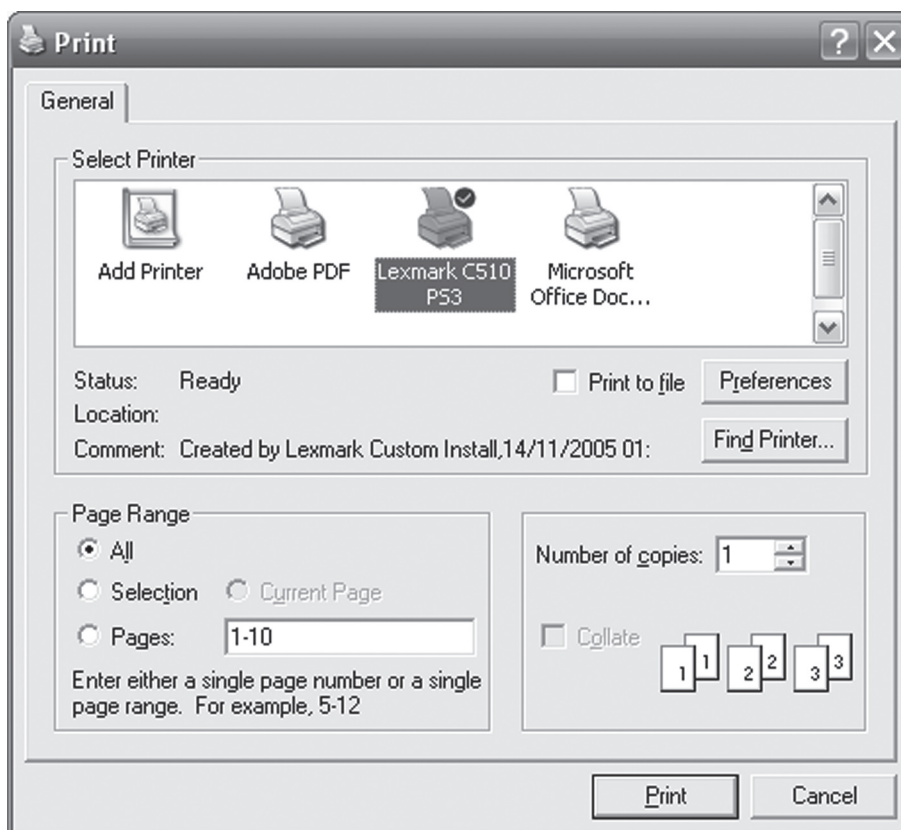 Print
General
Select Printer
Add Printer
Adobe PDF
Lexmark C510
PS3
Microsoft
Office Doc...
Status: Ready
Print to file
Preferences
Location:
Comment: Created by Lexmark Custom Install,14/11/2005 01:
Find Printer...
Page Range
All
Selection
Current Page
Pages: 1-10
Enter either a single page number or a single
page range. For example, 5-12
Number of copies: 1
Collate
1 1 2 2 3 3
Print
Cancel